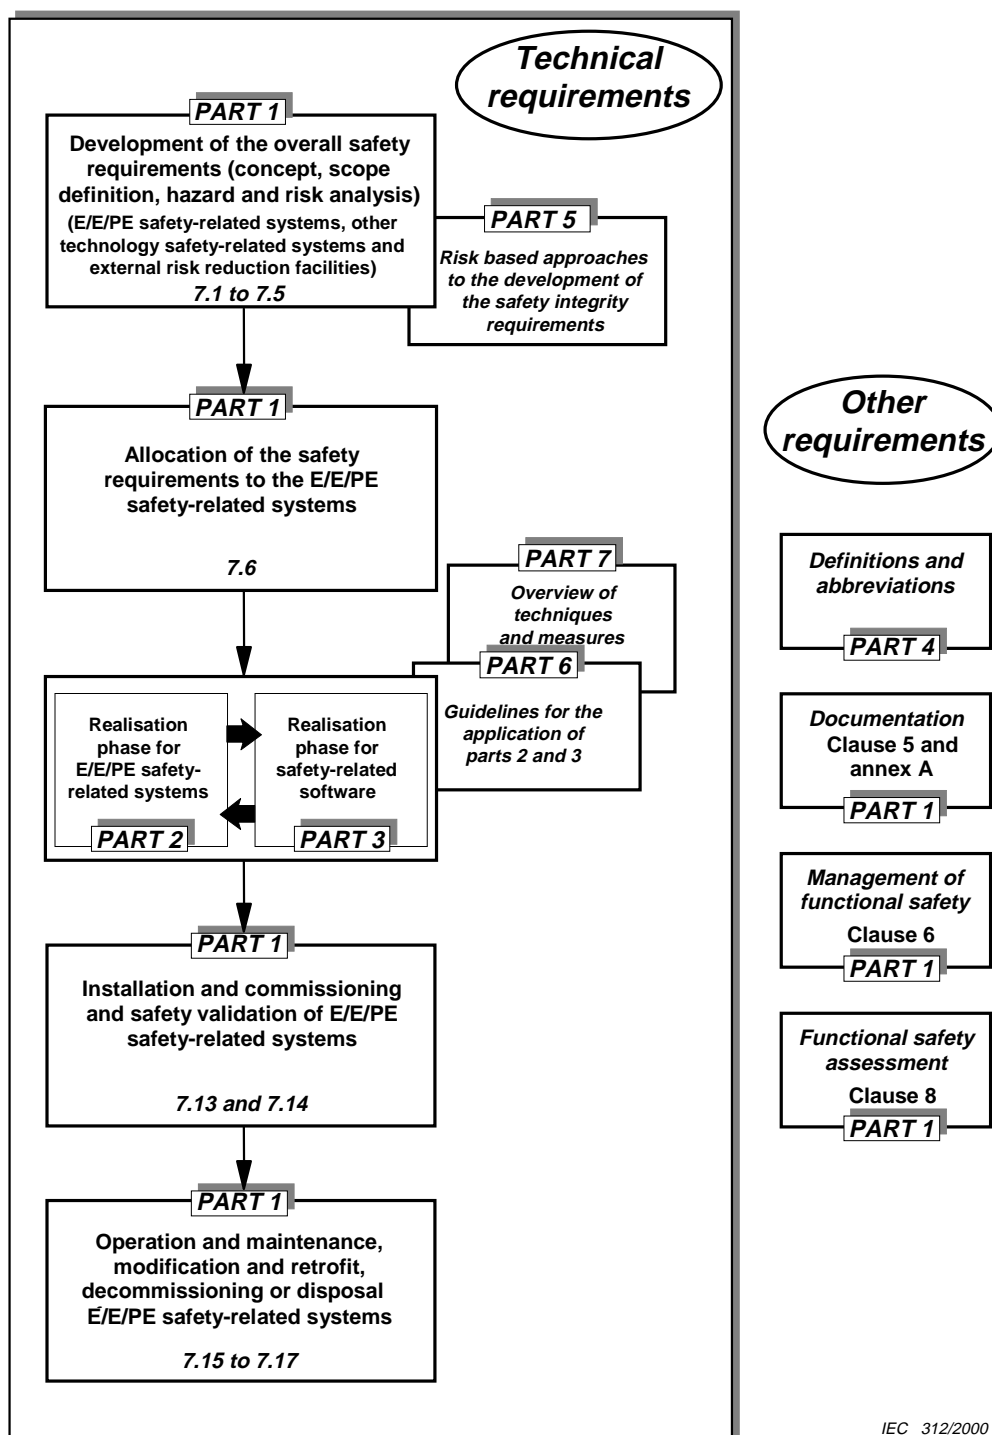 Technical
requirements
PART 1
Development of the overall safety
requirements (concept, scope
definition, hazard and risk analysis)
(E/E/PE safety-related systems, other
technology safety-related systems and
external risk reduction facilities)
7.1 to 7.5
PART 5
Risk based approaches
to the development of
the safety integrity
requirements
PART 1
Allocation of the safety
requirements to the E/E/PE
safety-related systems
7.6
PART 7
Overview of
techniques
and measures
PART 6
Guidelines for the
application of
parts 2 and 3
Realisation
phase for
E/E/PE safety-
related systems
PART 2
Realisation
phase for
safety-related
software
PART 3
PART 1
Installation and commissioning
and safety validation of E/E/PE
safety-related systems
7.13 and 7.14
PART 1
Operation and maintenance,
modification and retrofit,
decommissioning or disposal
E/E/PE safety-related systems
7.15 to 7.17
Other
requirements
Definitions and
abbreviations
PART 4
Documentation
Clause 5 and
annex A
PART 1
Management of
functional safety
Clause 6
PART 1
Functional safety
assessment
Clause 8
PART 1
IEC 312/2000